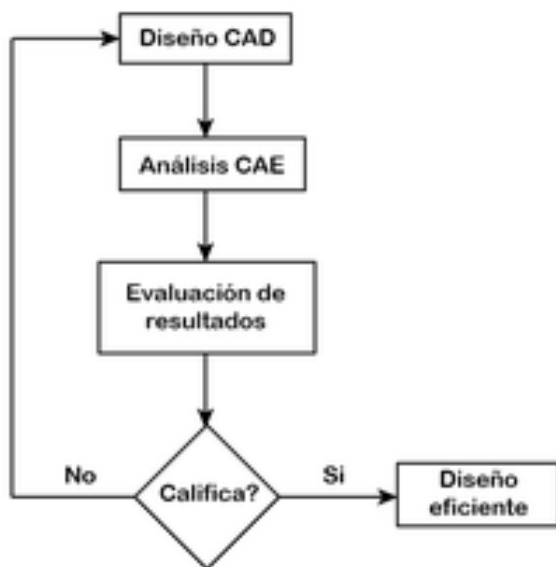 Diseño CAD
Análisis CAE
Evaluación de
resultados
No
Califica?
Si
Diseño
eficiente